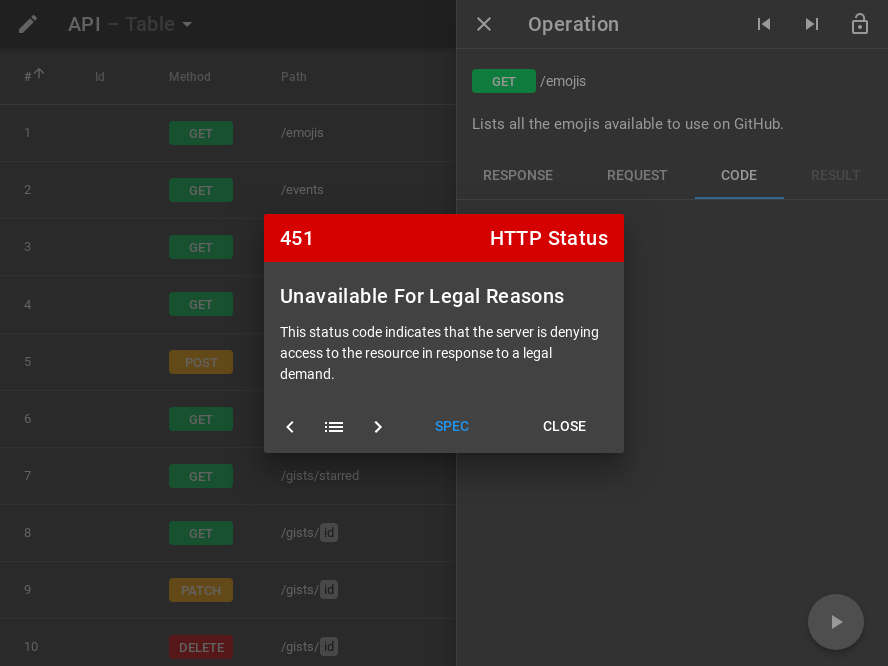 API – Table
Operation
# Id Method Path
GET /emojis
Lists all the emojis available to use on GitHub.
RESPONSE REQUEST CODE RESULT
1 GET /emojis
2 GET /events
3 GET
4 GET
5 POST
6 GET
7 GET /gists/starred
8 GET /gists/ id
9 PATCH /gists/ id
10 DELETE /gists/ id
451 HTTP Status
Unavailable For Legal Reasons
This status code indicates that the server is denying
access to the resource in response to a legal
demand.
SPEC CLOSE